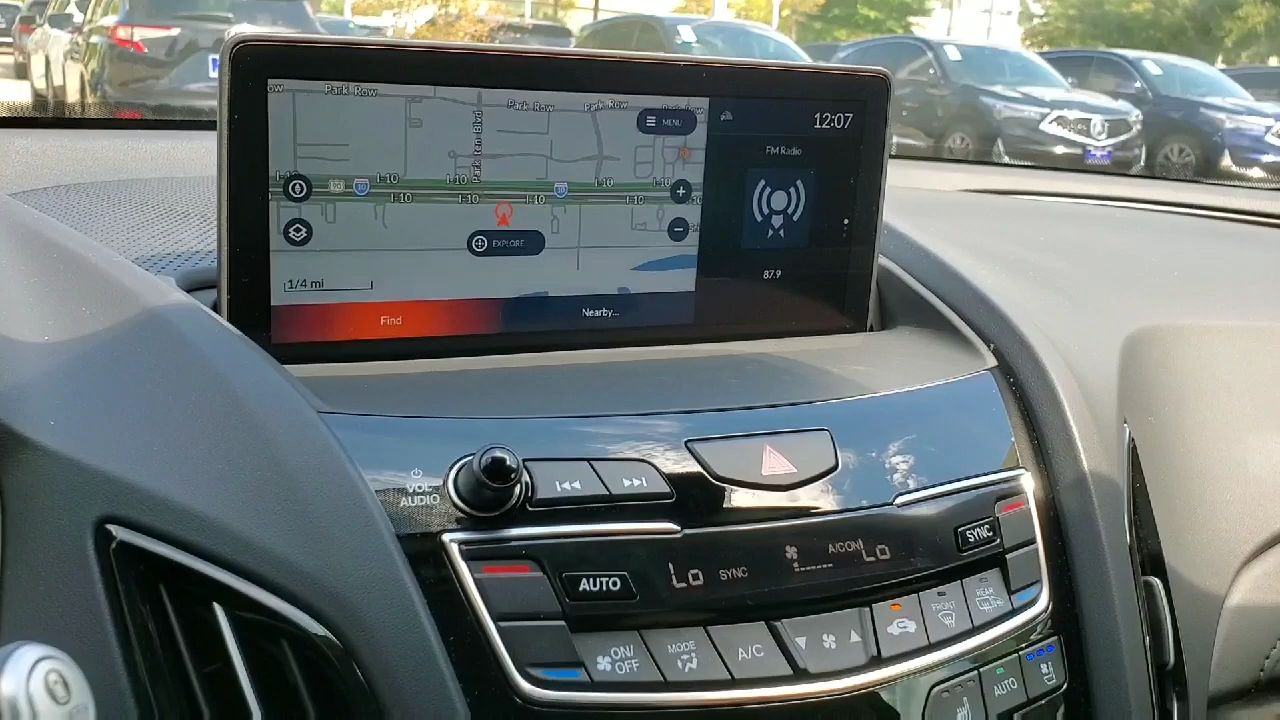 ow
Park Row
Park Row
Park Row
MENU
12:07
FM Radio
Park Ten Blvd
I-10
I-10
I-10
I-10
I-10
I-10
I-10
I-10
I-10
EXPLORE
1/4 mi
87.9
Find
Nearby...
VOL
AUDIO
AUTO
Lo SYNC
A/CON Lo
SYNC
ON
OFF
MODE
A/C
FRONT
REAR
AUTO